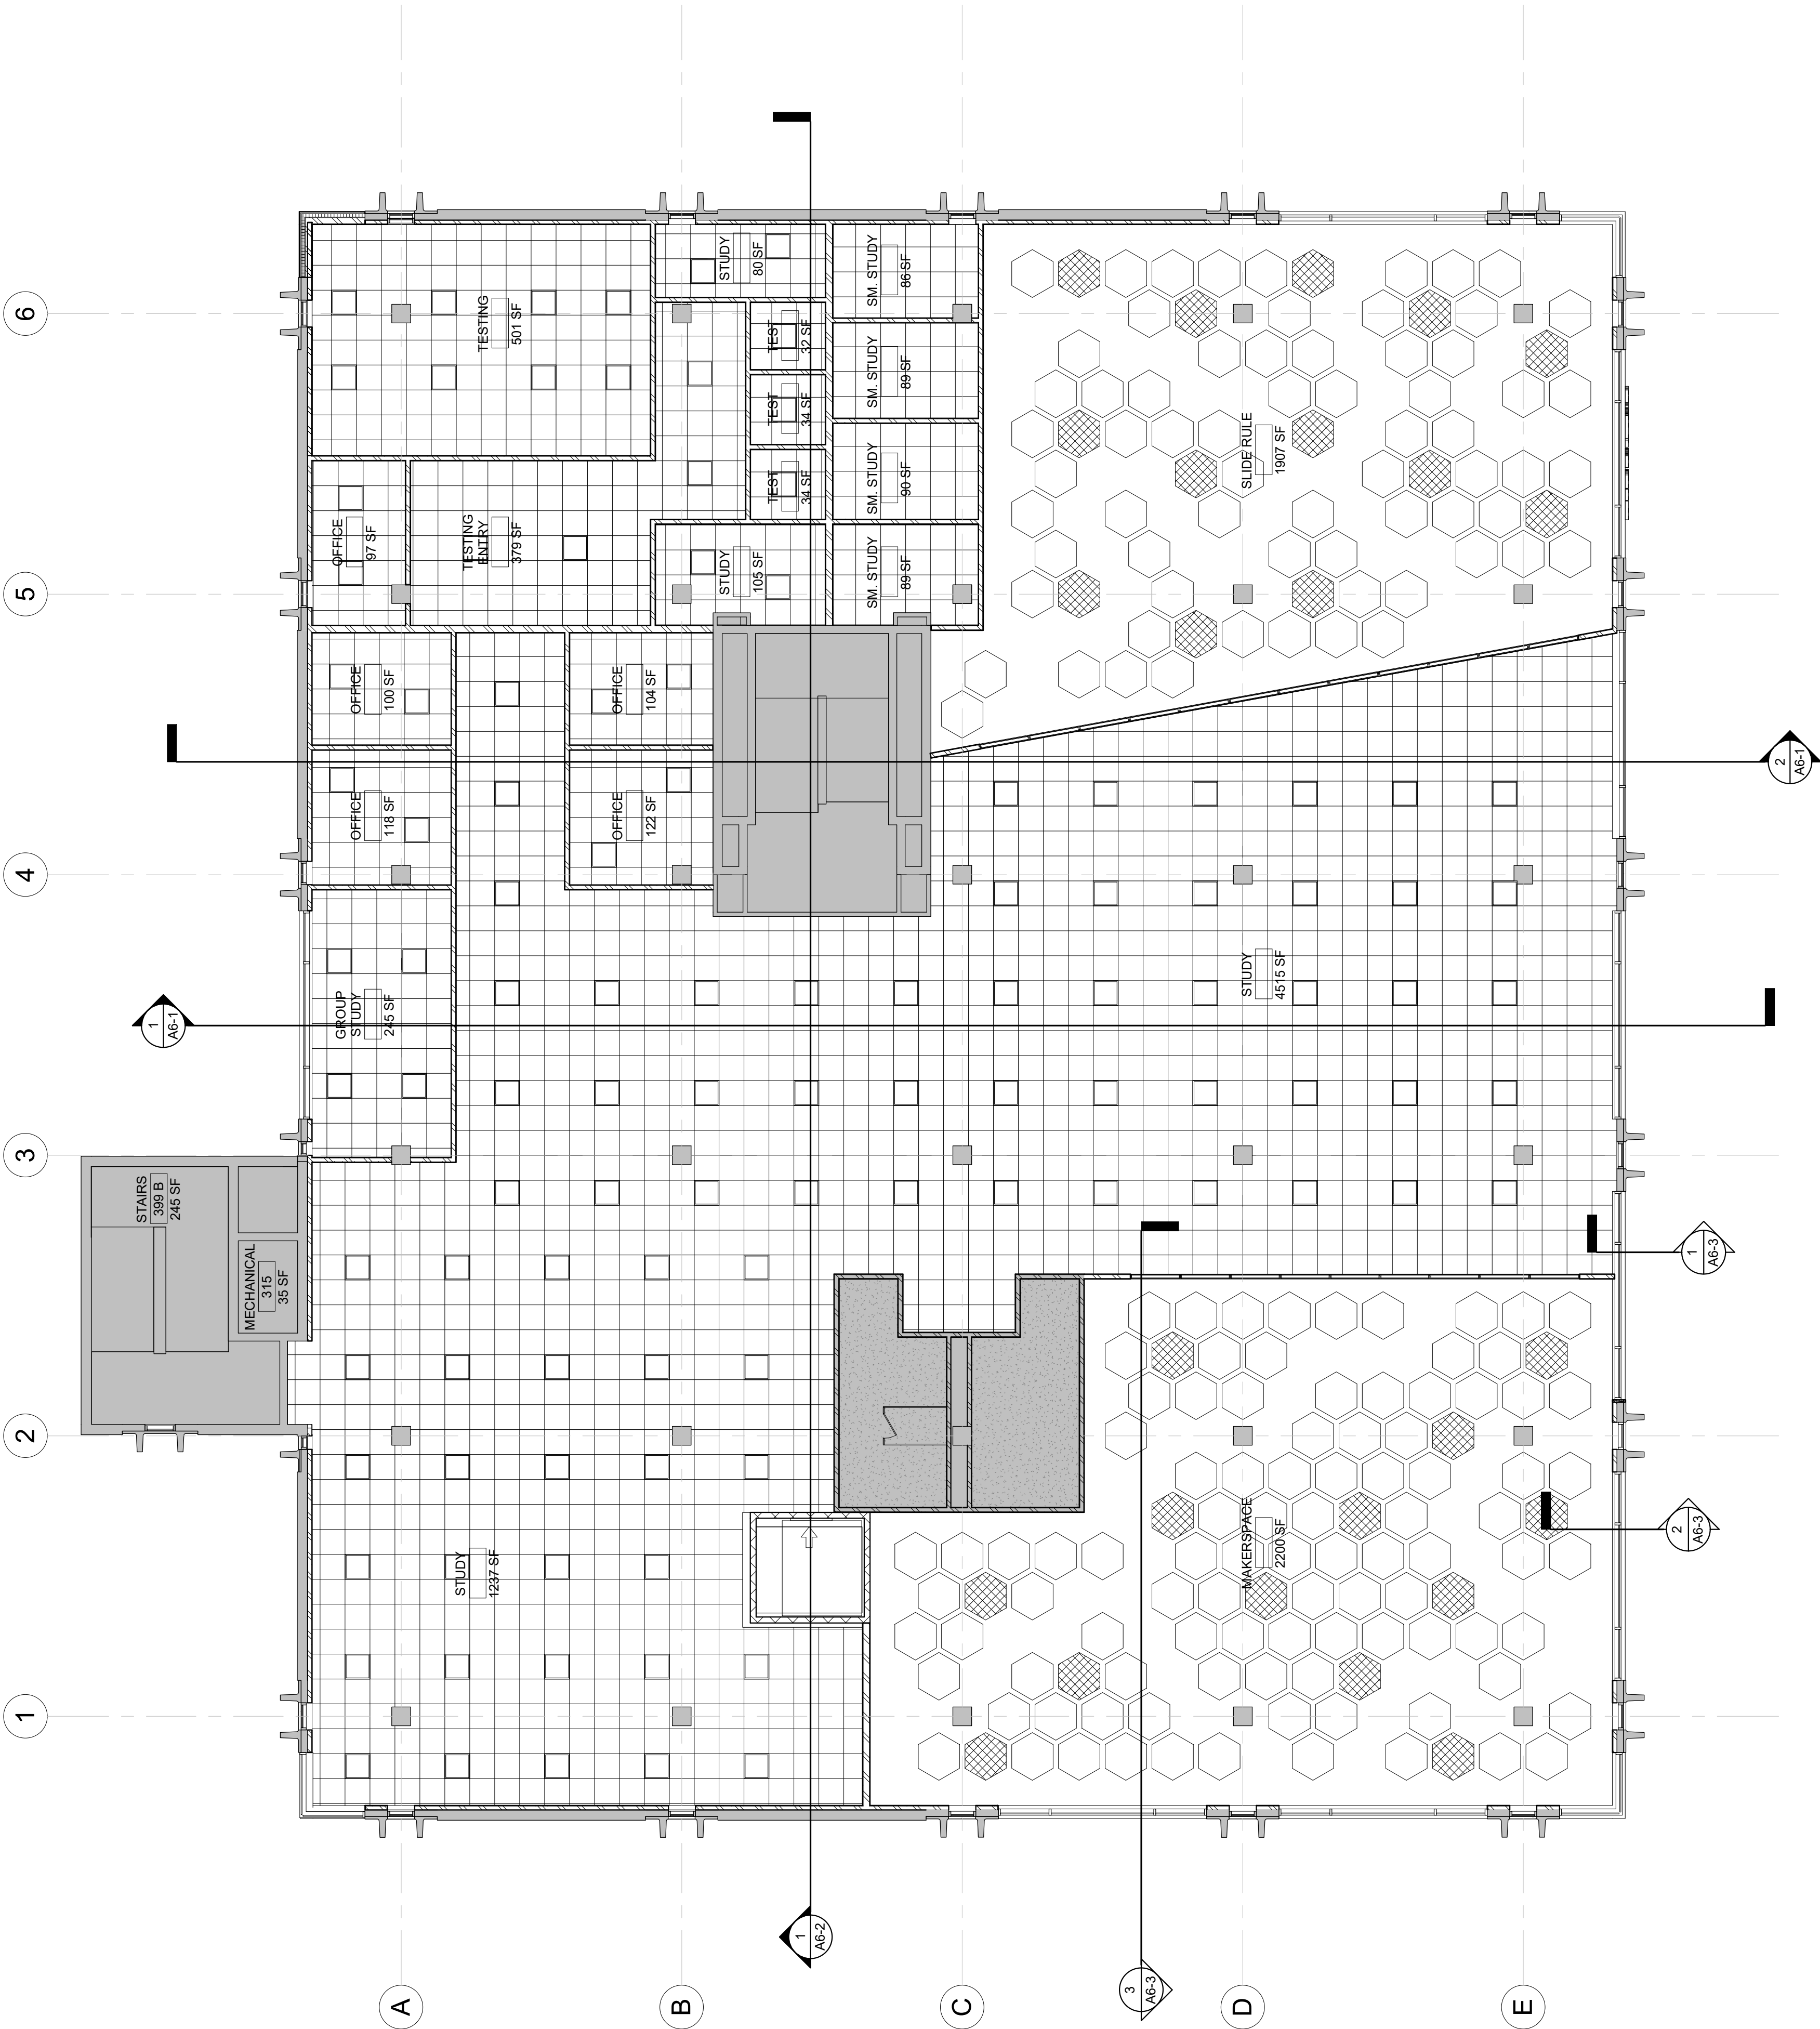 6
5
4
3
2
1
A
B
C
D
E
TESTING
501 SF
STUDY
80 SF
SM. STUDY
86 SF
TEST
32 SF
TEST
34 SF
TEST
34 SF
SM. STUDY
89 SF
SM. STUDY
90 SF
SM. STUDY
89 SF
OFFICE
97 SF
TESTING
ENTRY
379 SF
STUDY
105 SF
SLIDE RULE
1907 SF
OFFICE
100 SF
OFFICE
104 SF
OFFICE
118 SF
OFFICE
122 SF
GROUP
STUDY
245 SF
STUDY
4515 SF
STAIRS
399 B
245 SF
MECHANICAL
315
35 SF
STUDY
1237 SF
MAKERSPACE
2200 SF
1
A6-1
2
A6-1
1
A6-3
2
A6-3
1
A6-2
3
A6-3